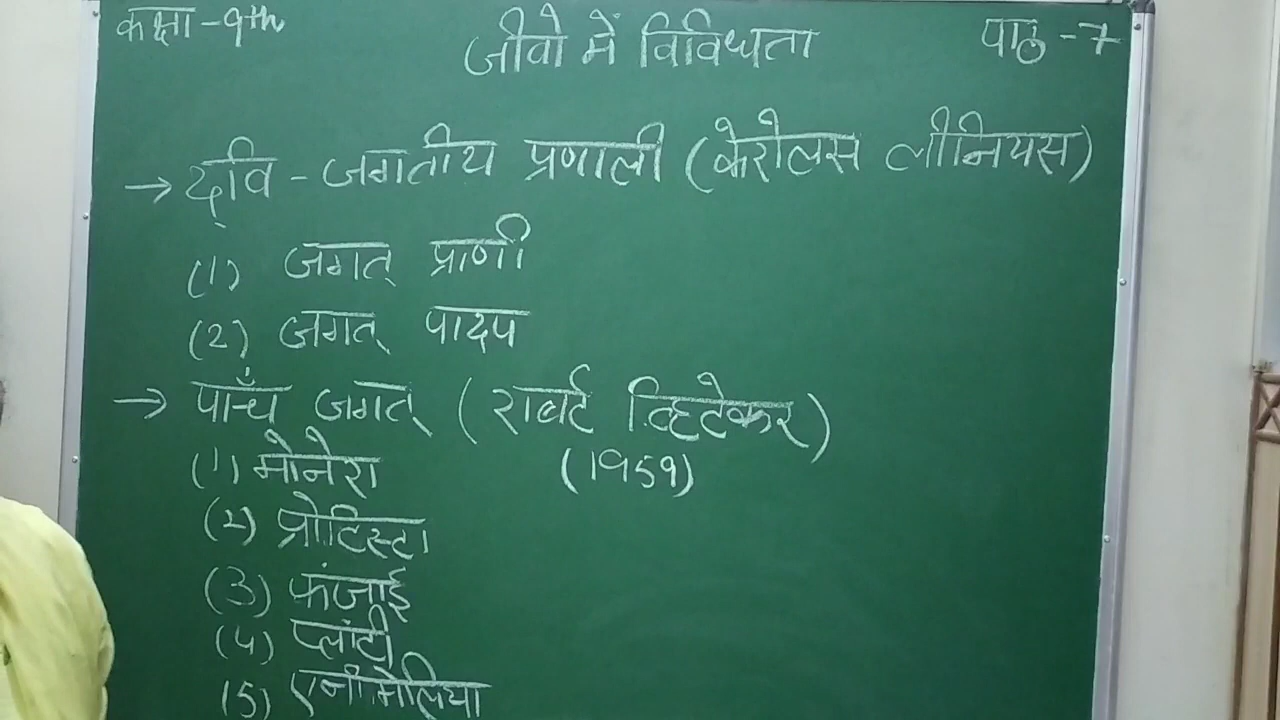 कक्षा-9th जीवो में विविधता पाठ-7
→ द्वि-जगतीय प्रणाली (केरोलस लीनियस)
(1) जगत् प्राणी
(2) जगत् पादप
→ पाँच जगत् (राबर्ट व्हिटेकर)
(1) मोनेरा (1959)
(2) प्रोटिस्टा
(3) फंजाई
(4) प्लांटी
(5) एनीमेलिया